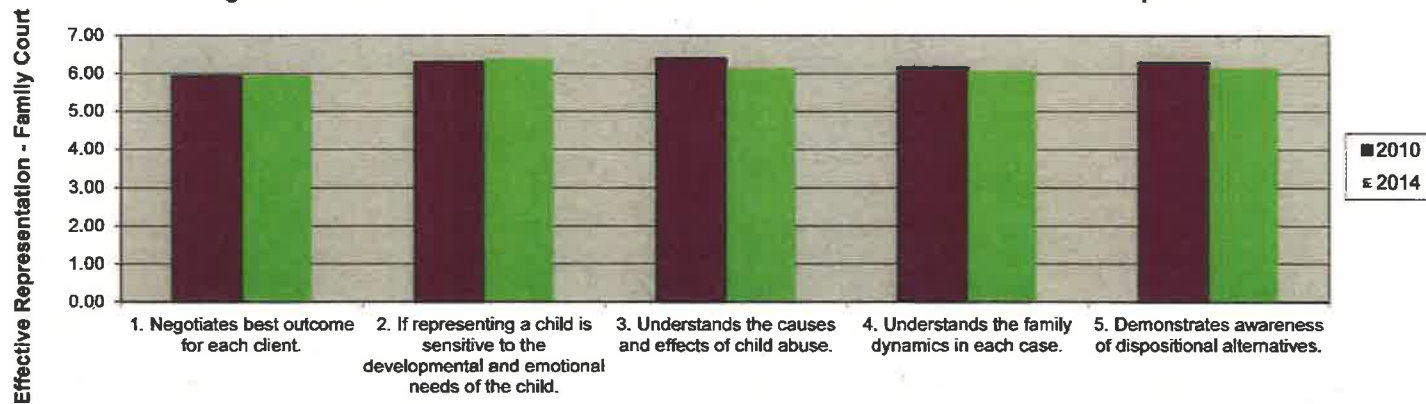 Effective Representation - Family Court
7.00
6.00
5.00
4.00
3.00
2.00
1.00
0.00
1. Negotiates best outcome
for each client.
2. If representing a child is
sensitive to the
developmental and emotional
needs of the child.
3. Understands the causes
and effects of child abuse.
4. Understands the family
dynamics in each case.
5. Demonstrates awareness
of dispositional alternatives.
2010
2014